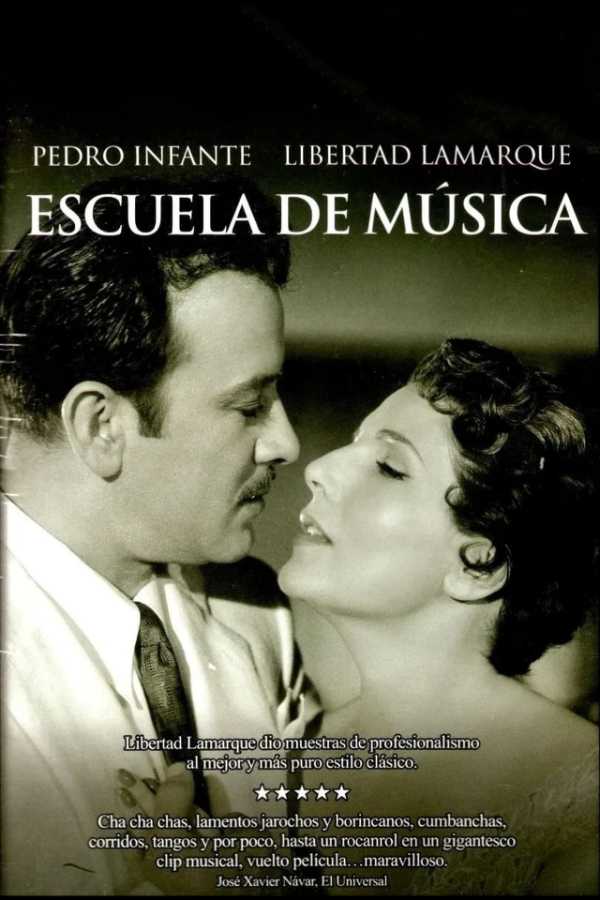 PEDRO INFANTE LIBERTAD LAMARQUE
ESCUELA DE MÚSICA
Libertad Lamarque dio muestras de profesionalismo
al mejor y más puro estilo clásico.
Cha cha chas, lamentos jarochos y borincanos, cumbanchas,
corridos, tangos y por poco, hasta un rocanrol en un gigantesco
clip musical, vuelto película…maravilloso.
José Xavier Návar, El Universal